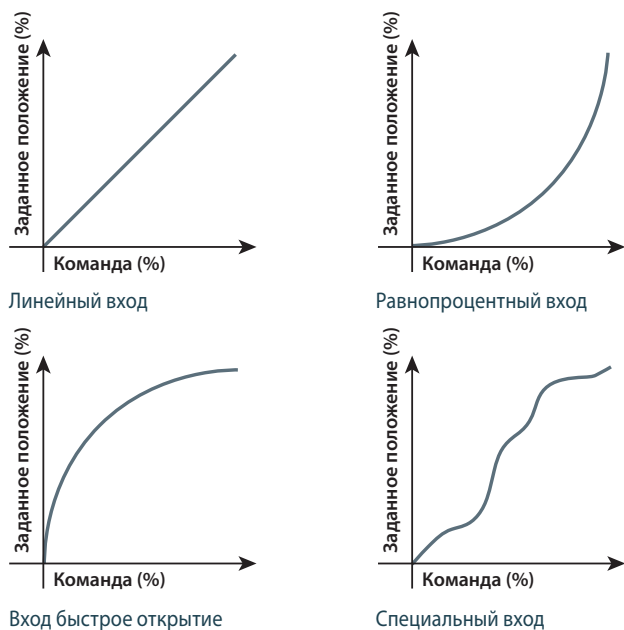 Заданное положение (%)
Команда (%)
Линейный вход
Заданное положение (%)
Команда (%)
Равнопроцентный вход
Заданное положение (%)
Команда (%)
Вход быстрое открытие
Заданное положение (%)
Команда (%)
Специальный вход